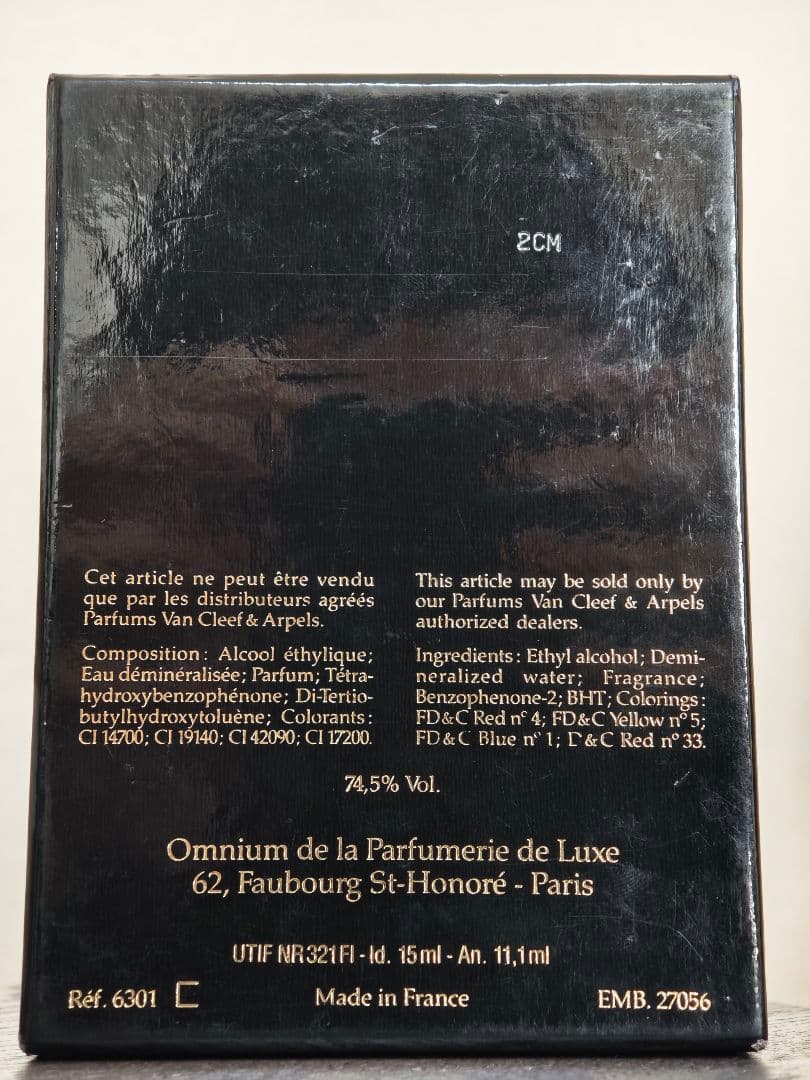 2CM
Cet article ne peut être vendu
que par les distributeurs agréés
Parfums Van Cleef & Arpels.
Composition : Alcool éthylique;
Eau déminéralisée; Parfum; Tétra-
hydroxybenzophénone; Di-Tertio-
butylhydroxytoluène; Colorants :
CI 14700; CI 19140; CI 42090; CI 17200.
This article may be sold only by
our Parfums Van Cleef & Arpels
authorized dealers.
Ingredients : Ethyl alcohol; Demi-
neralized water; Fragrance;
Benzophenone-2; BHT; Colorings :
FD&C Red nº 4; FD&C Yellow nº 5;
FD&C Blue nº 1; D&C Red nº 33.
74,5% Vol.
Omnium de la Parfumerie de Luxe
62, Faubourg St-Honoré - Paris
UTIF NR 321 FI - Id. 15 ml - An. 11,1 ml
Réf. 6301 C
Made in France
EMB. 27056